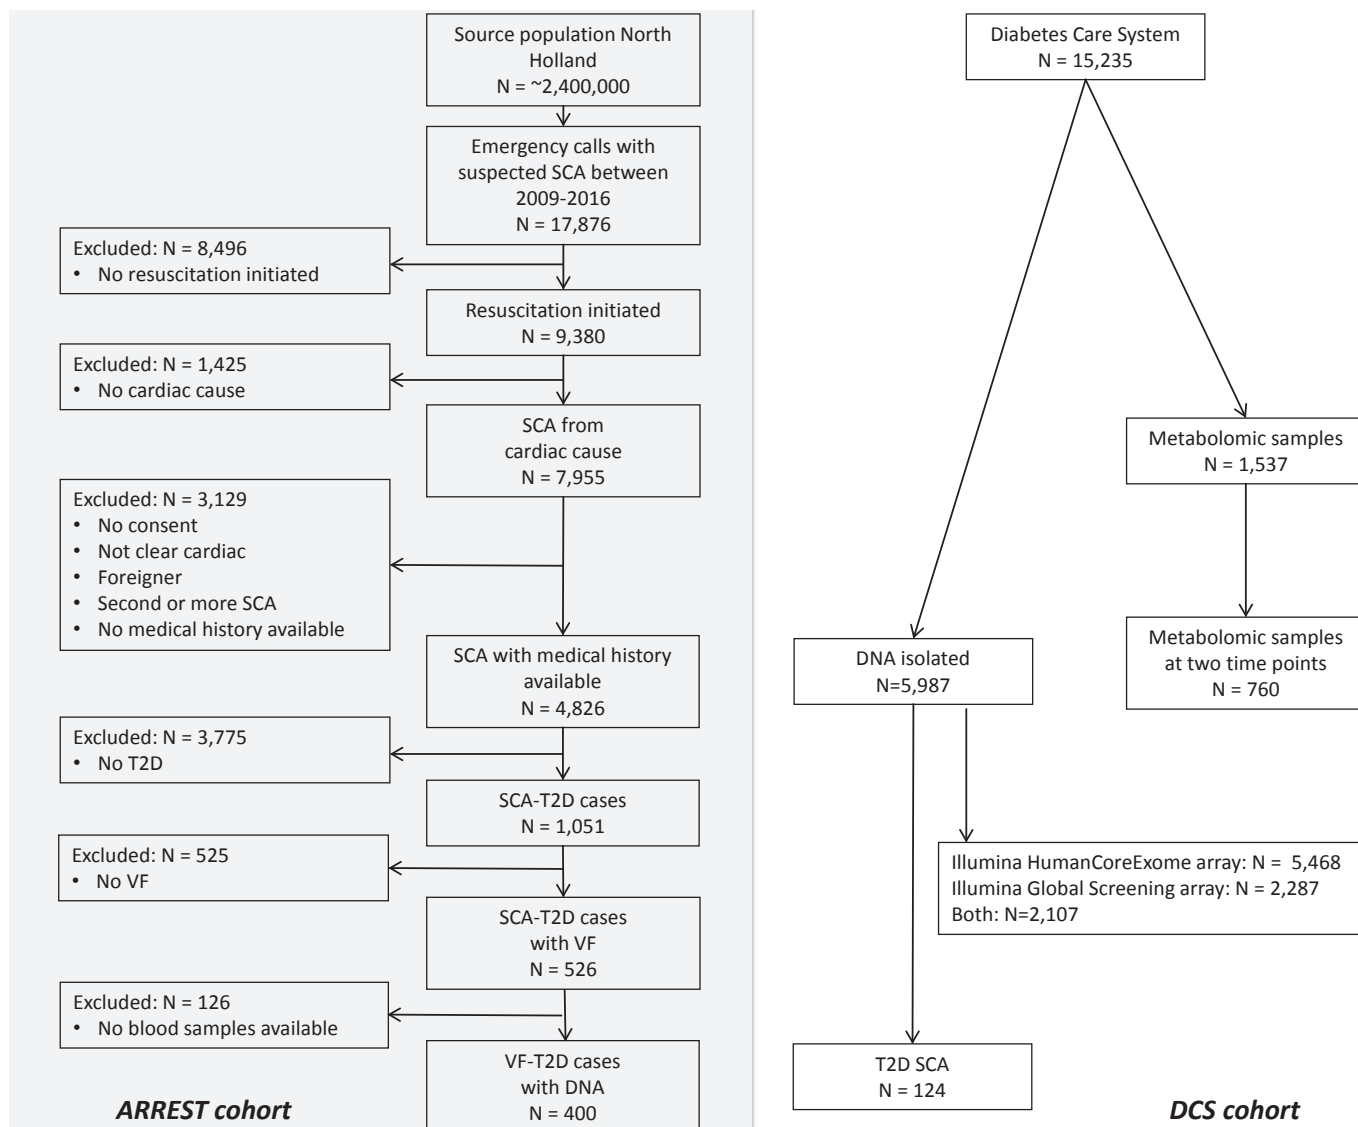 Source population North
Holland
N = ~2,400,000
Emergency calls with
suspected SCA between
2009-2016
N = 17,876
Excluded: N = 8,496
• No resuscitation initiated
Resuscitation initiated
N = 9,380
Excluded: N = 1,425
• No cardiac cause
SCA from
cardiac cause
N = 7,955
Excluded: N = 3,129
• No consent
• Not clear cardiac
• Foreigner
• Second or more SCA
• No medical history available
SCA with medical history
available
N = 4,826
Excluded: N = 3,775
• No T2D
SCA-T2D cases
N = 1,051
Excluded: N = 525
• No VF
SCA-T2D cases
with VF
N = 526
Excluded: N = 126
• No blood samples available
VF-T2D cases
with DNA
N = 400
ARREST cohort
Diabetes Care System
N = 15,235
Metabolomic samples
N = 1,537
Metabolomic samples
at two time points
N = 760
DNA isolated
N=5,987
Illumina HumanCoreExome array: N =  5,468
Illumina Global Screening array: N = 2,287
Both: N=2,107
T2D SCA
N = 124
DCS cohort